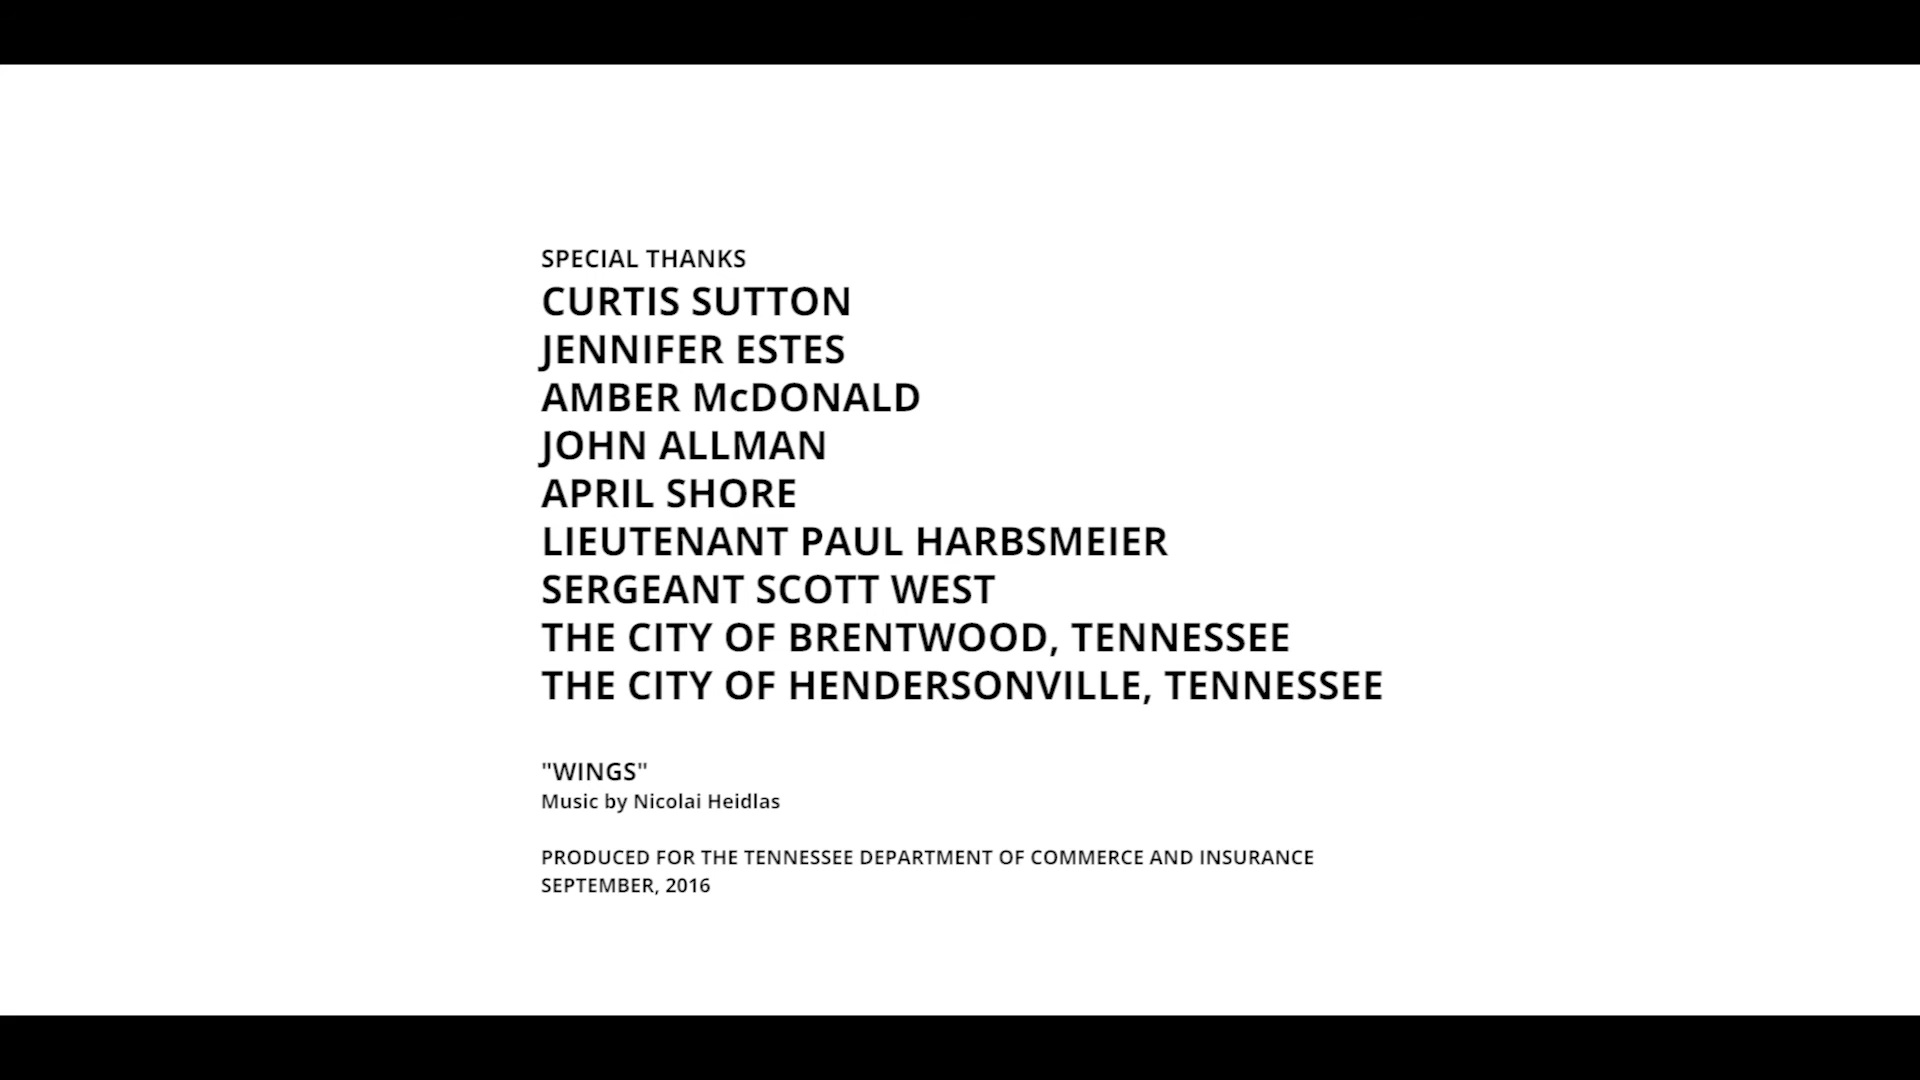 SPECIAL THANKS
CURTIS SUTTON
JENNIFER ESTES
AMBER McDONALD
JOHN ALLMAN
APRIL SHORE
LIEUTENANT PAUL HARBSMEIER
SERGEANT SCOTT WEST
THE CITY OF BRENTWOOD, TENNESSEE
THE CITY OF HENDERSONVILLE, TENNESSEE
"WINGS"
Music by Nicolai Heidlas
PRODUCED FOR THE TENNESSEE DEPARTMENT OF COMMERCE AND INSURANCE
SEPTEMBER, 2016